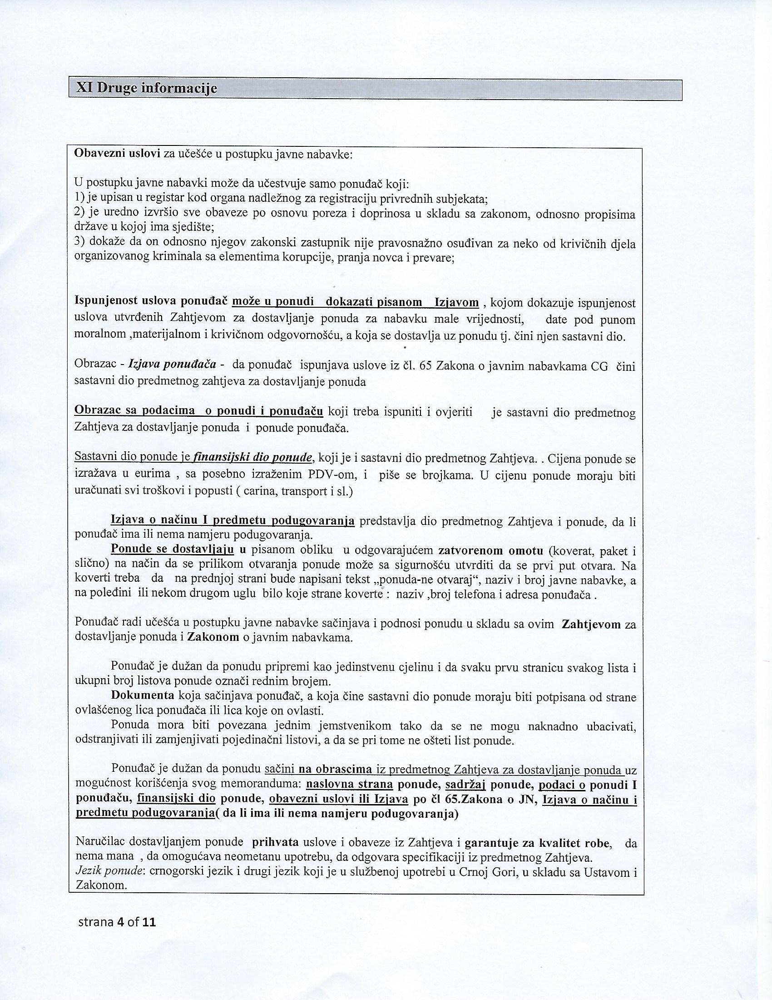 XI Druge informacije
Obavezni uslovi za učešće u postupku javne nabavke:
U postupku javne nabavki može da učestvuje samo ponuđač koji:
1) je upisan u registar kod organa nadležnog za registraciju privrednih subjekata;
2) je uredno izvršio sve obaveze po osnovu poreza i doprinosa u skladu sa zakonom, odnosno propisima
države u kojoj ima sjedište;
3) dokaže da on odnosno njegov zakonski zastupnik nije pravosnažno osuđivan za neko od krivičnih djela
organizovanog kriminala sa elementima korupcije, pranja novca i prevare;
Ispunjenost uslova ponuđač može u ponudi dokazati pisanom Izjavom , kojom dokazuje ispunjenost
uslova utvrđenih Zahtjevom za dostavljanje ponuda za nabavku male vrijednosti, date pod punom
moralnom ,materijalnom i krivičnom odgovornošću, a koja se dostavlja uz ponudu tj. čini njen sastavni dio.
Obrazac - Izjava ponuđača - da ponuđač ispunjava uslove iz čl. 65 Zakona o javnim nabavkama CG čini
sastavni dio predmetnog zahtjeva za dostavljanje ponuda
Obrazac sa podacima o ponudi i ponuđaču koji treba ispuniti i ovjeriti je sastavni dio predmetnog
Zahtjeva za dostavljanje ponuda i ponude ponuđača.
Sastavni dio ponude je finansijski dio ponude, koji je i sastavni dio predmetnog Zahtjeva. . Cijena ponude se
izražava u eurima , sa posebno izraženim PDV-om, i piše se brojkama. U cijenu ponude moraju biti
uračunati svi troškovi i popusti ( carina, transport i sl.)
Izjava o načinu I predmetu podugovaranja predstavlja dio predmetnog Zahtjeva i ponude, da li
ponuđač ima ili nema namjeru podugovaranja.
Ponude se dostavljaju u pisanom obliku u odgovarajućem zatvorenom omotu (koverat, paket i
slično) na način da se prilikom otvaranja ponude može sa sigurnošću utvrditi da se prvi put otvara. Na
koverti treba da na prednjoj strani bude napisani tekst „ponuda-ne otvaraj“, naziv i broj javne nabavke, a
na poleđini ili nekom drugom uglu bilo koje strane koverte : naziv ,broj telefona i adresa ponuđača .
Ponuđač radi učešća u postupku javne nabavke sačinjava i podnosi ponudu u skladu sa ovim Zahtjevom za
dostavljanje ponuda i Zakonom o javnim nabavkama.
Ponuđač je dužan da ponudu pripremi kao jedinstvenu cjelinu i da svaku prvu stranicu svakog lista i
ukupni broj listova ponude označi rednim brojem.
Dokumenta koja sačinjava ponuđač, a koja čine sastavni dio ponude moraju biti potpisana od strane
ovlašćenog lica ponuđača ili lica koje on ovlasti.
Ponuda mora biti povezana jednim jemstvenikom tako da se ne mogu naknadno ubacivati,
odstranjivati ili zamjenjivati pojedinačni listovi, a da se pri tome ne ošteti list ponude.
Ponuđač je dužan da ponudu sačini na obrascima iz predmetnog Zahtjeva za dostavljanje ponuda uz
mogućnost korišćenja svog memoranduma: naslovna strana ponude, sadržaj ponude, podaci o ponudi I
ponuđaču, finansijski dio ponude, obavezni uslovi ili Izjava po čl 65.Zakona o JN, Izjava o načinu i
predmetu podugovaranja( da li ima ili nema namjeru podugovaranja)
Naručilac dostavljanjem ponude prihvata uslove i obaveze iz Zahtjeva i garantuje za kvalitet robe, da
nema mana , da omogućava neometanu upotrebu, da odgovara specifikaciji iz predmetnog Zahtjeva.
Jezik ponude: crnogorski jezik i drugi jezik koji je u službenoj upotrebi u Crnoj Gori, u skladu sa Ustavom i
Zakonom.
strana 4 of 11